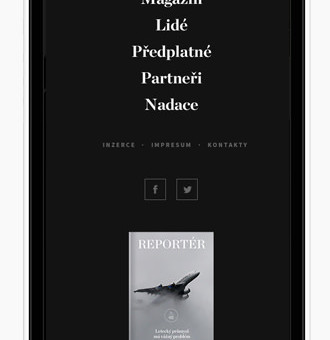 Magazín
Lidé
Předplatné
Partneři
Nadace
INZERCE • IMPRESUM • KONTAKTY
REPORTÉR
Letecký průmysl
má vážný problém